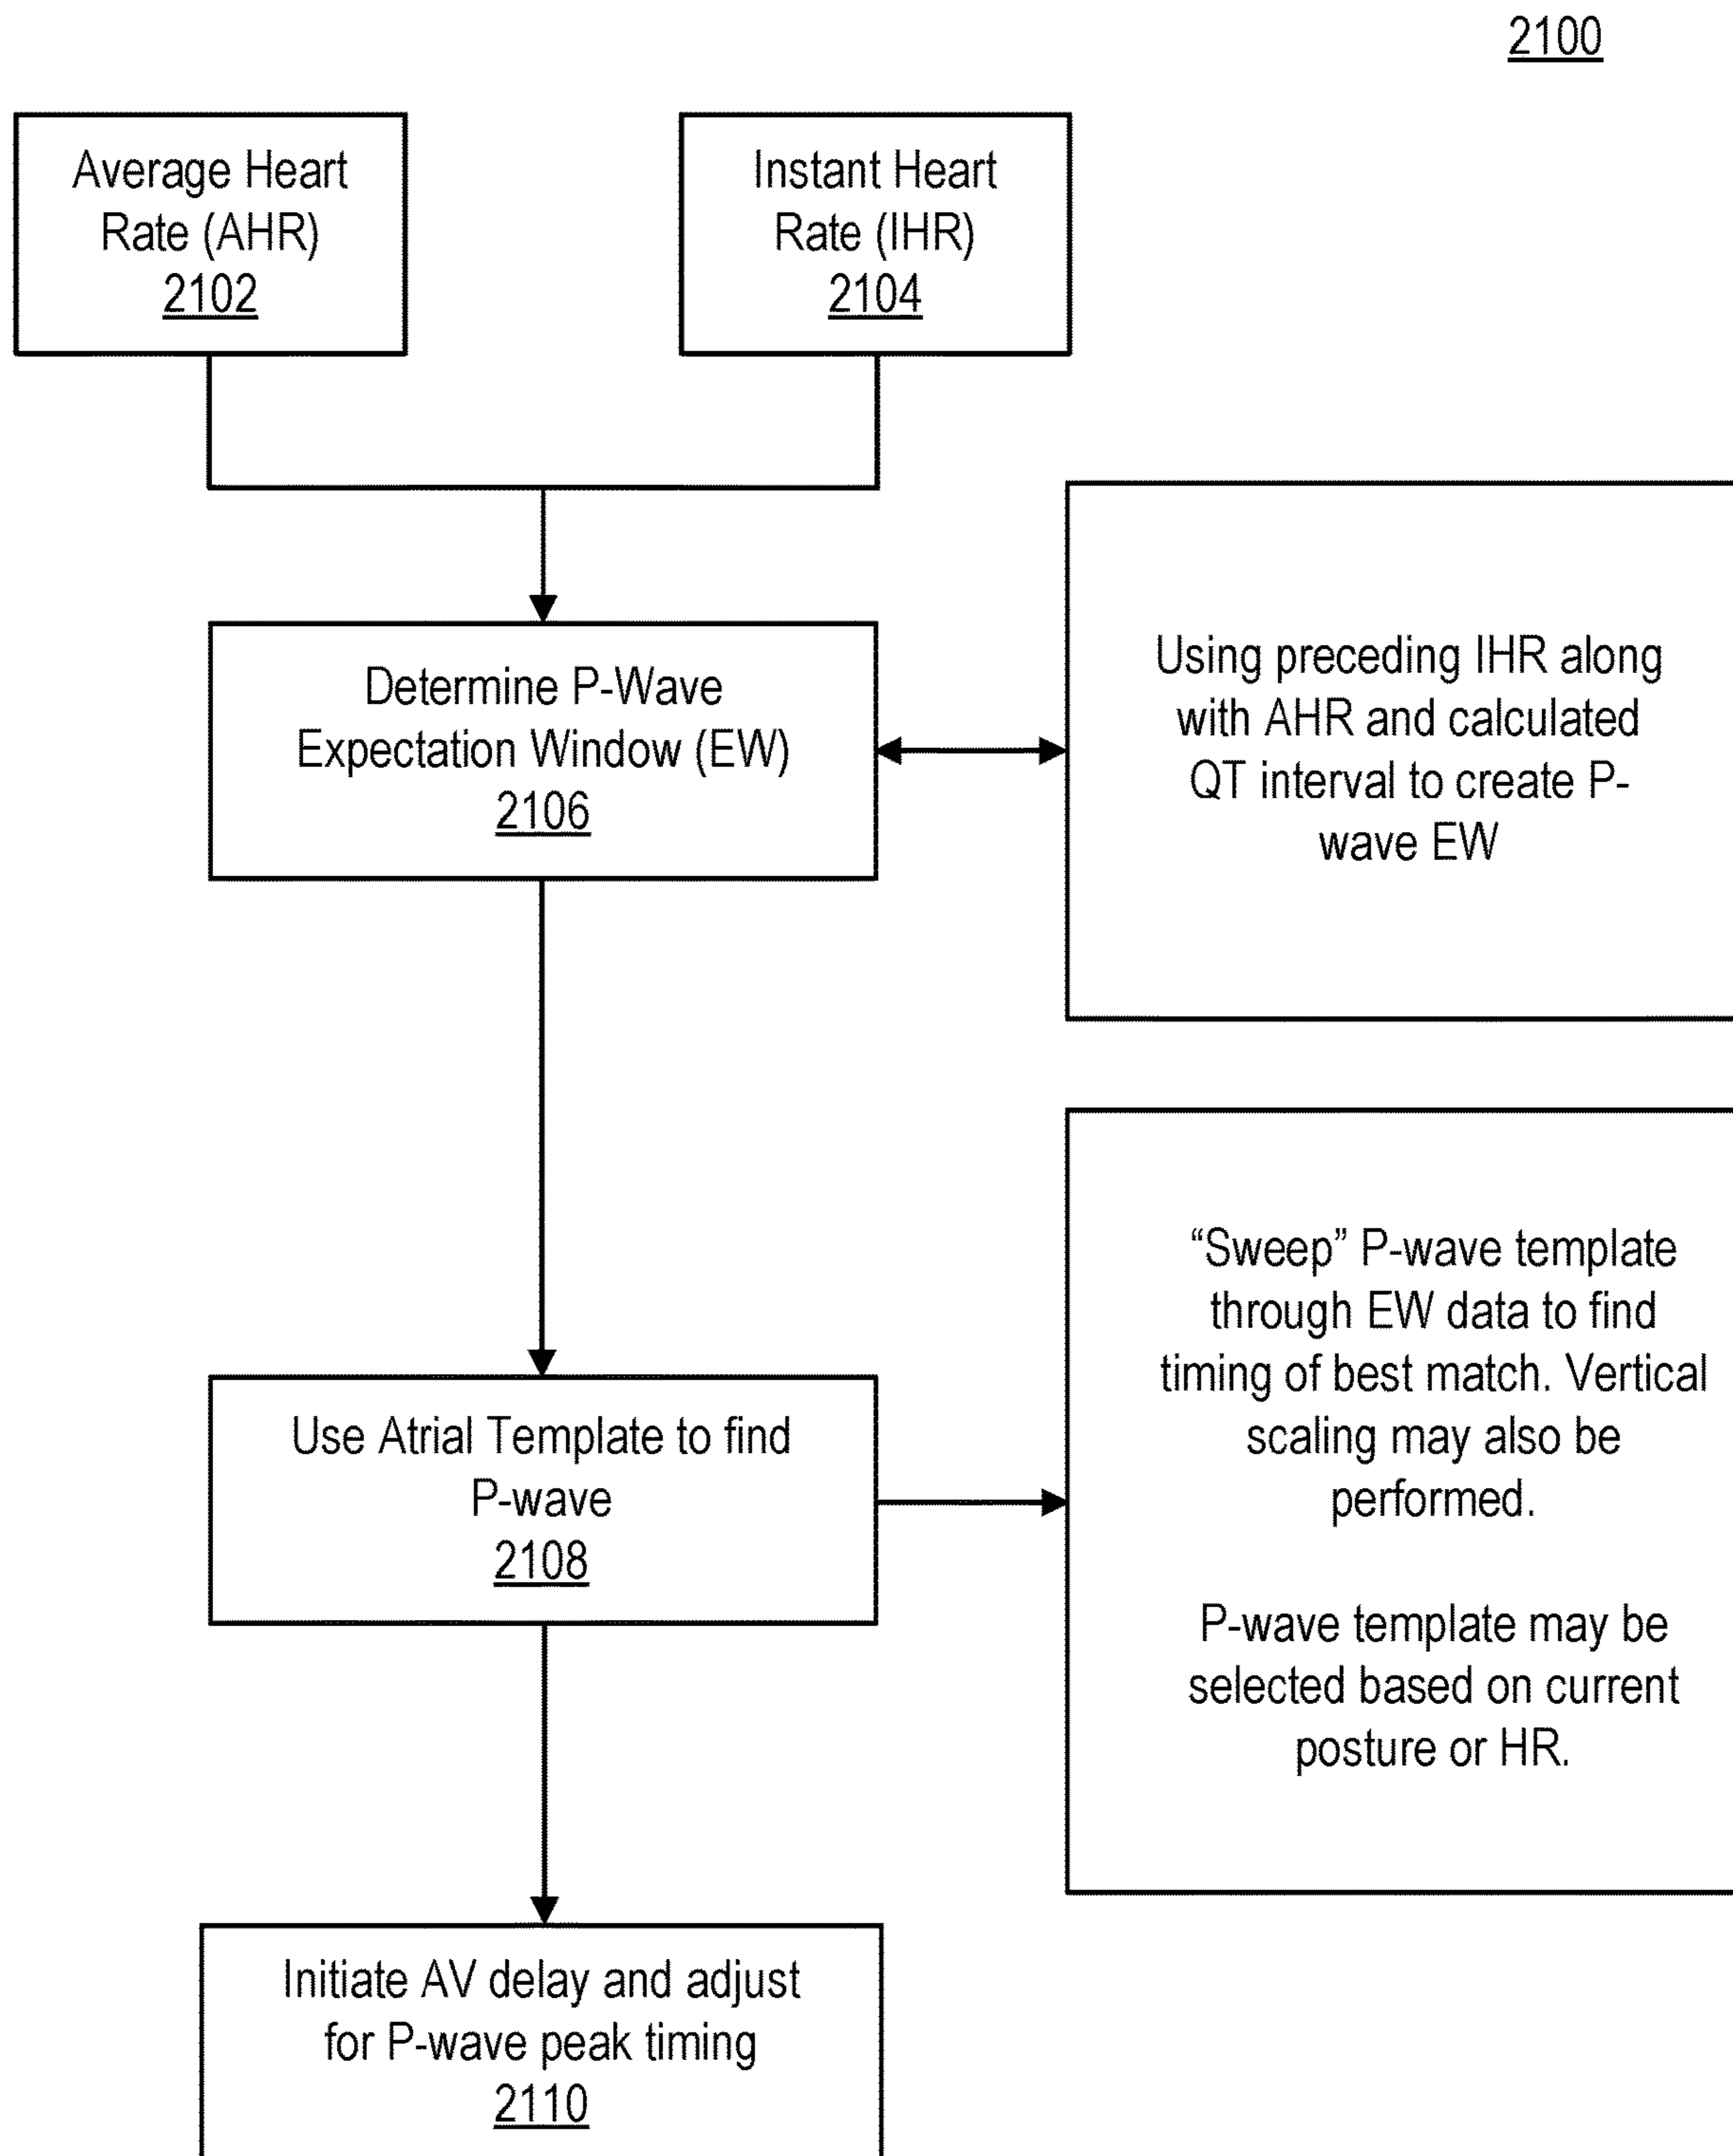 2100
Average Heart
Rate (AHR)
2102
Instant Heart
Rate (IHR)
2104
Determine P-Wave
Expectation Window (EW)
2106
Using preceding IHR along
with AHR and calculated
QT interval to create P-
wave EW
Use Atrial Template to find
P-wave
2108
“Sweep” P-wave template
through EW data to find
timing of best match. Vertical
scaling may also be
performed.
P-wave template may be
selected based on current
posture or HR.
Initiate AV delay and adjust
for P-wave peak timing
2110